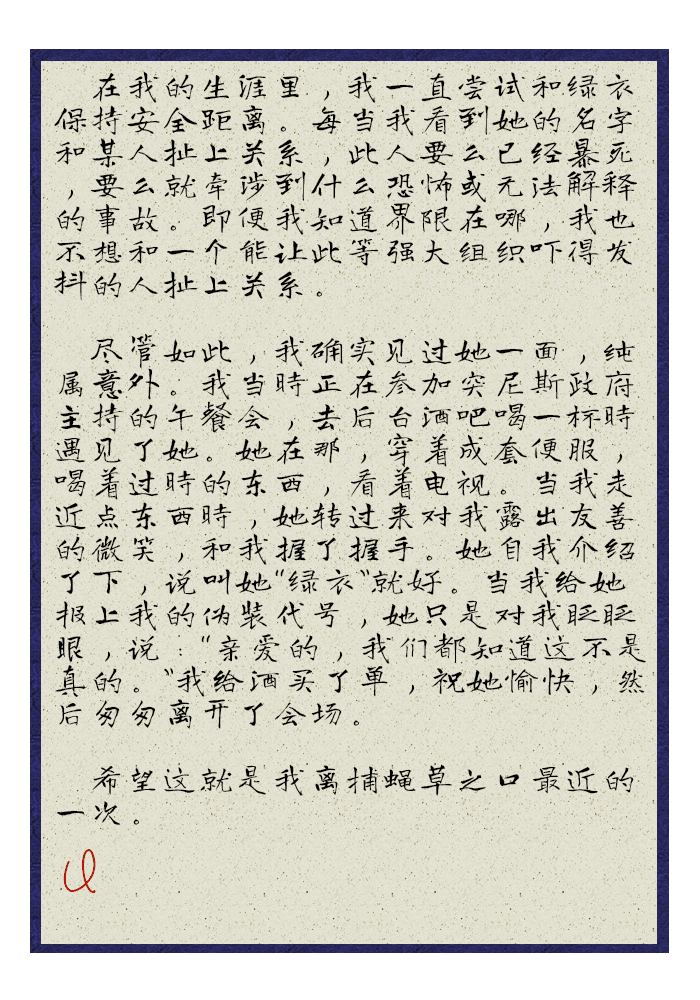 在我的生涯里，我一直尝试和绿衣
保持安全距离。每当我看到她的名字
和某人扯上关系，此人要么已经暴死
，要么就牵涉到什么恐怖或无法解释
的事故。即便我知道界限在哪，我也
不想和一个能让此等强大组织吓得发
抖的人扯上关系。
尽管如此，我确实见过她一面，纯
属意外。我当時正在参加突尼斯政府
主持的午餐会，去后台酒吧喝一杯時
遇见了她。她在那，穿着成套便服，
喝着过時的东西，看着电视。当我走
近点东西時，她转过来对我露出友善
的微笑，和我握了握手。她自我介绍
了下，说叫她“绿衣”就好。当我给她
报上我的伪装代号，她只是对我眨眨
眼，说：“亲爱的，我们都知道这不是
真的。”我给酒买了单，祝她愉快，然
后匆匆离开了会场。
希望这就是我离捕蝇草之口最近的
一次。